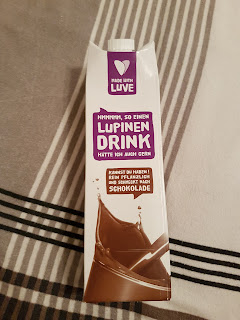 MADE WITH
LUVE
HMMMMM, SO EINEN
LUPINEN
DRINK
HÄTTE ICH AUCH GERN
KANNST DU HABEN!
REIN PFLANZLICH
UND SCHMECKT NACH
SCHOKOLADE